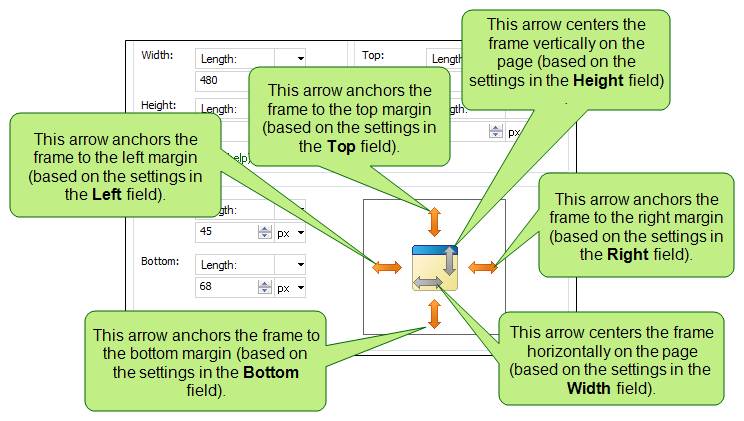 This arrow centers the
frame vertically on the
page (based on the
settings in the Height field)
.
Width:
Length:
480
Top:
This arrow anchors the
frame to the top margin
(based on the settings in
the Top field).
Height:
px
This arrow anchors the
frame to the left margin
(based on the settings in
the Left field).
This arrow anchors the
frame to the right margin
(based on the settings in
the Right field).
45
px
Bottom:
Length:
68
px
This arrow anchors the frame to
the bottom margin (based on
the settings in the Bottom
field).
This arrow centers the frame
horizontally on the page
(based on the settings in the
Width field).